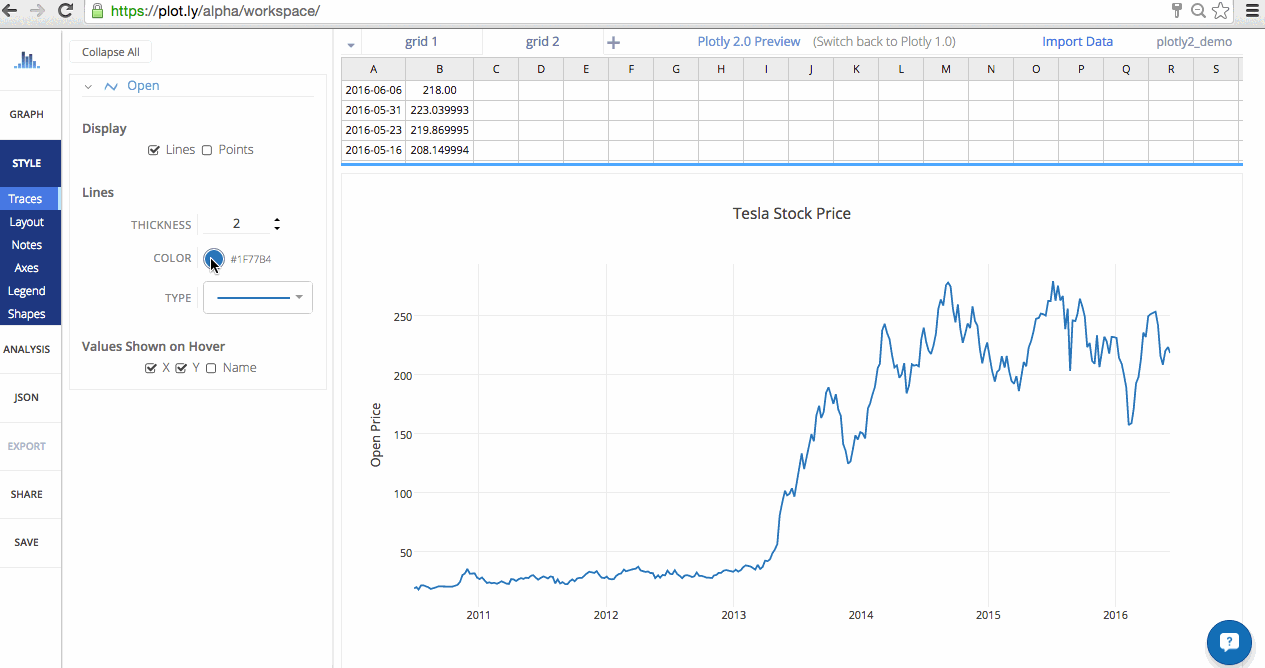 https://plot.ly/alpha/workspace/
Collapse All
Open
GRAPH
STYLE
Traces
Layout
Notes
Axes
Legend
Shapes
ANALYSIS
JSON
EXPORT
SHARE
SAVE
Display
Lines Points
Lines
THICKNESS 2
COLOR #1F77B4
TYPE
Values Shown on Hover
X Y Name
grid 1 grid 2 Plotly 2.0 Preview (Switch back to Plotly 1.0) Import Data plotly2_demo
A B C D E F G H I J K L M N O P Q R S
2016-06-06 218.00
2016-05-31 223.039993
2016-05-23 219.869995
2016-05-16 208.149994
Tesla Stock Price
Open Price
250
200
150
100
50
2011 2012 2013 2014 2015 2016
?